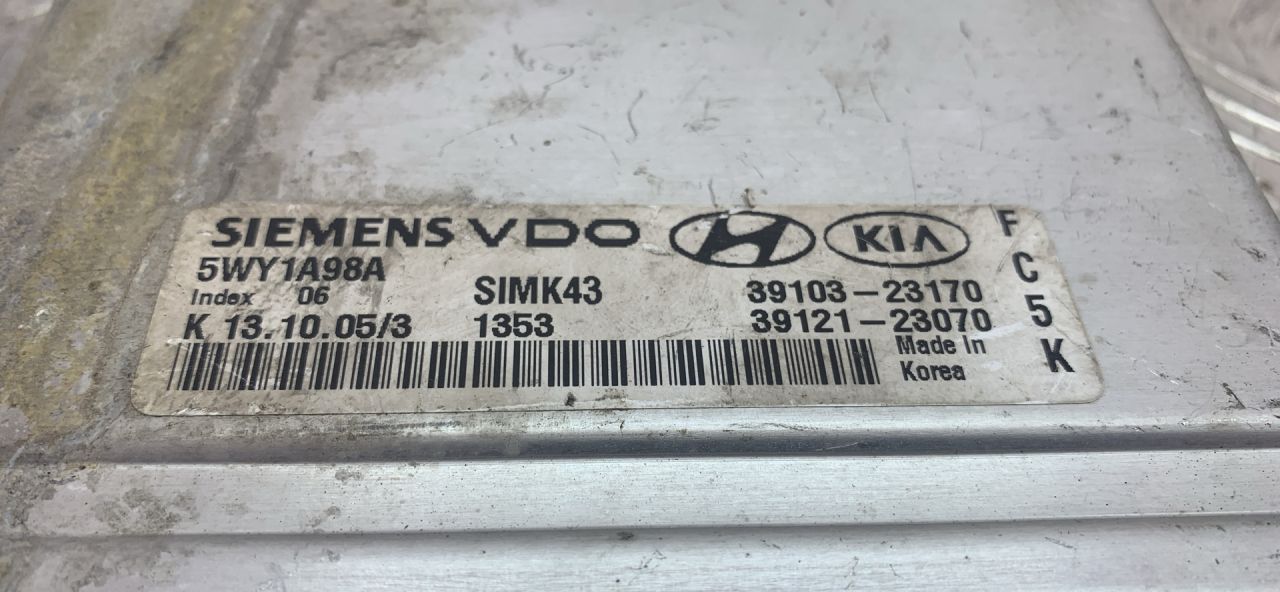 SIEMENS VDO KIA
5WY1A98A
Index 06 SIMK43 39103-23170
K 13.10.05/3 1353 39121-23070
Made In
Korea
F
C
5
K